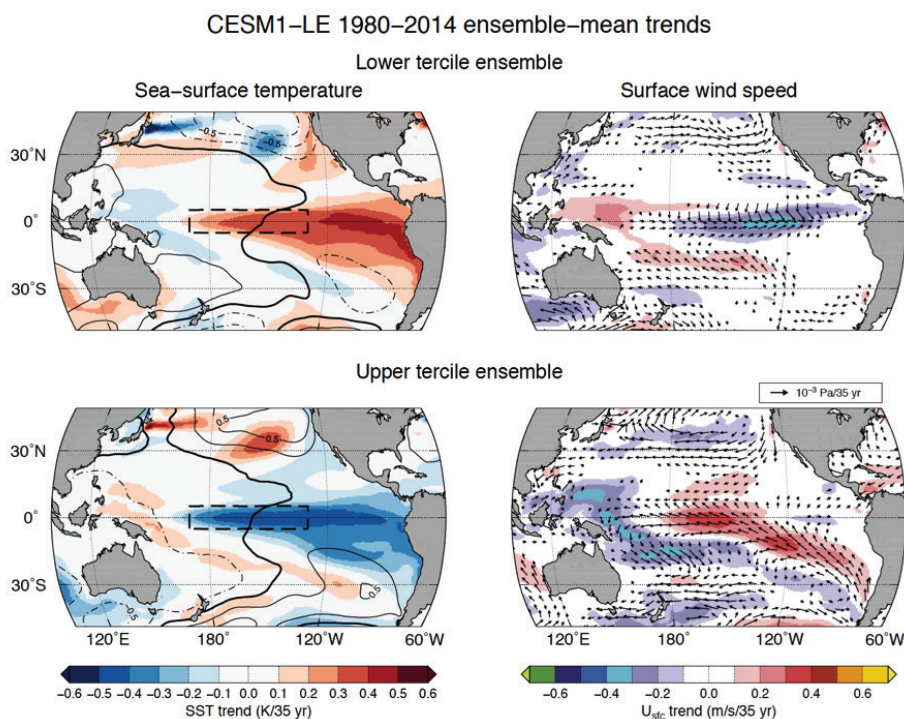 CESM1−LE 1980−2014 ensemble−mean trends
Lower tercile ensemble
Sea−surface temperature
Surface wind speed
−0.5
−0.5
30°N
0°
30°S
Upper tercile ensemble
10⁻³ Pa/35 yr
0.5
0.5
30°N
0°
30°S
−0.5
0.5
120°E 180° 120°W 60°W
120°E 180° 120°W 60°W
−0.6 −0.5 −0.4 −0.3 −0.2 −0.1 0.0 0.1 0.2 0.3 0.4 0.5 0.6
SST trend (K/35 yr)
−0.6 −0.4 −0.2 0.0 0.2 0.4 0.6
Usfc trend (m/s/35 yr)